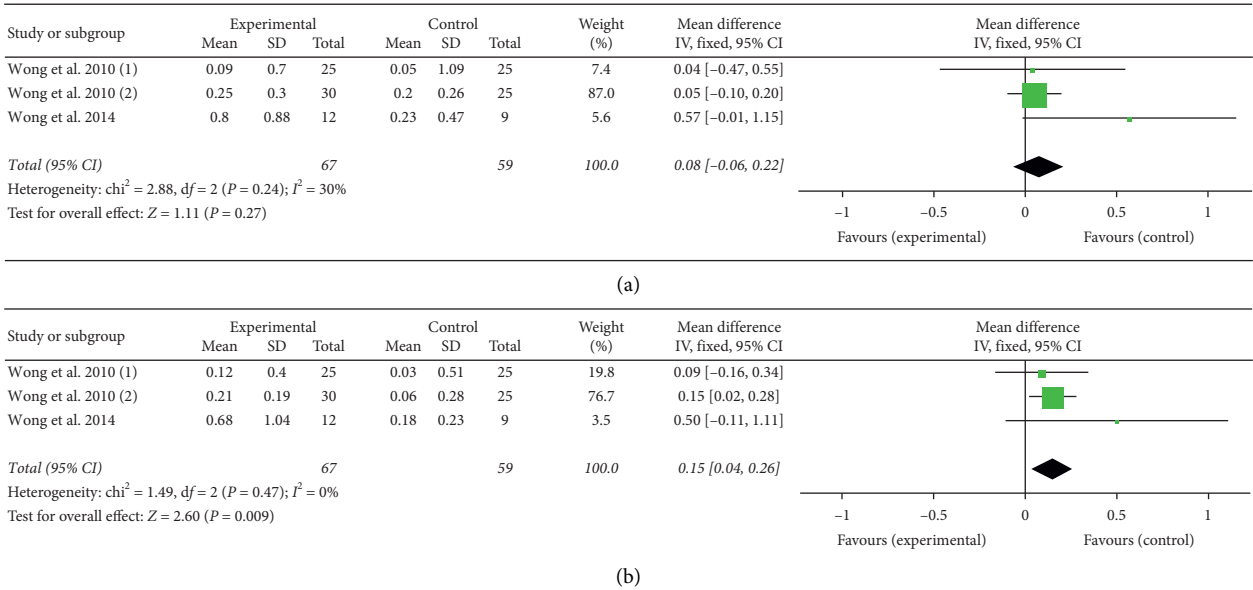 Study or subgroup Experimental Control Weight Mean difference Mean difference
Mean SD Total Mean SD Total (%) IV, fixed, 95% CI IV, fixed, 95% CI
Wong et al. 2010 (1) 0.09 0.7 25 0.05 1.09 25 7.4 0.04 [–0.47, 0.55]
Wong et al. 2010 (2) 0.25 0.3 30 0.2 0.26 25 87.0 0.05 [–0.10, 0.20]
Wong et al. 2014 0.8 0.88 12 0.23 0.47 9 5.6 0.57 [–0.01, 1.15]
Total (95% CI) 67 59 100.0 0.08 [–0.06, 0.22]
Heterogeneity: chi² = 2.88, df = 2 (P = 0.24); I² = 30%
Test for overall effect: Z = 1.11 (P = 0.27)
–1 –0.5 0 0.5 1
Favours (experimental) Favours (control)
(a)
Study or subgroup Experimental Control Weight Mean difference Mean difference
Mean SD Total Mean SD Total (%) IV, fixed, 95% CI IV, fixed, 95% CI
Wong et al. 2010 (1) 0.12 0.4 25 0.03 0.51 25 19.8 0.09 [–0.16, 0.34]
Wong et al. 2010 (2) 0.21 0.19 30 0.06 0.28 25 76.7 0.15 [0.02, 0.28]
Wong et al. 2014 0.68 1.04 12 0.18 0.23 9 3.5 0.50 [–0.11, 1.11]
Total (95% CI) 67 59 100.0 0.15 [0.04, 0.26]
Heterogeneity: chi² = 1.49, df = 2 (P = 0.47); I² = 0%
Test for overall effect: Z = 2.60 (P = 0.009)
–1 –0.5 0 0.5 1
Favours (experimental) Favours (control)
(b)